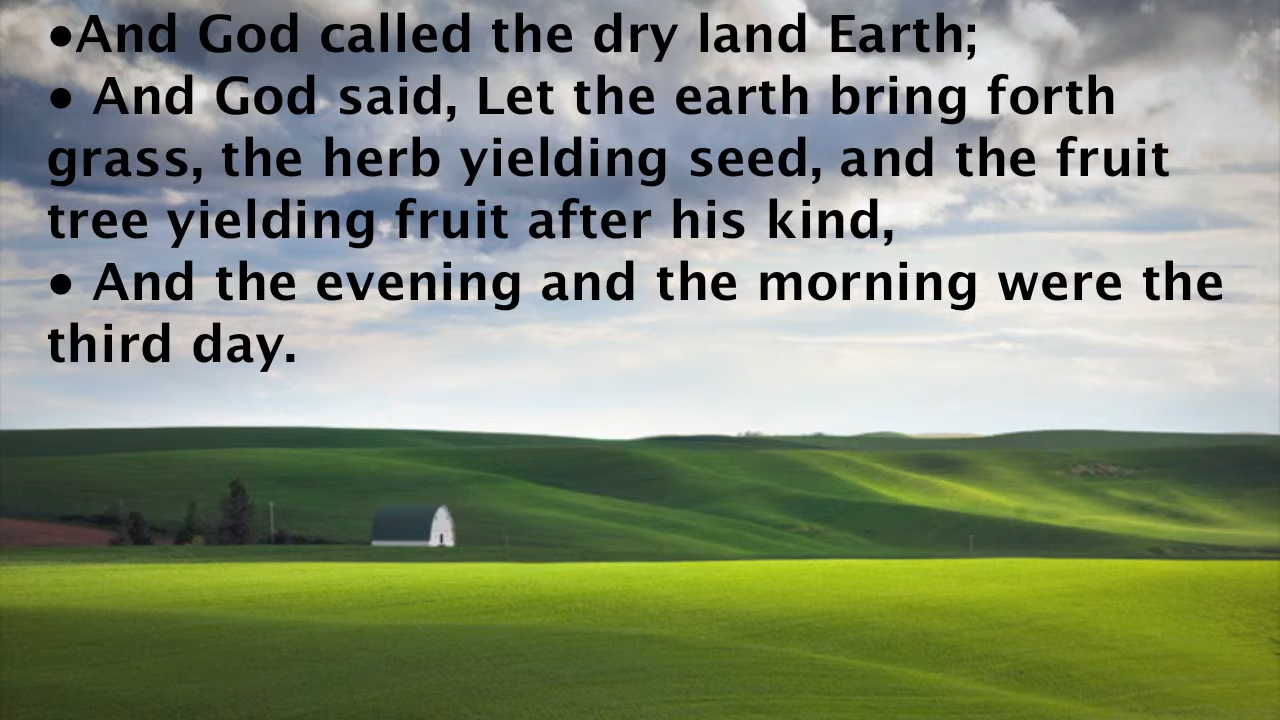 ●And God called the dry land Earth;
● And God said, Let the earth bring forth
grass, the herb yielding seed, and the fruit
tree yielding fruit after his kind,
● And the evening and the morning were the
third day.